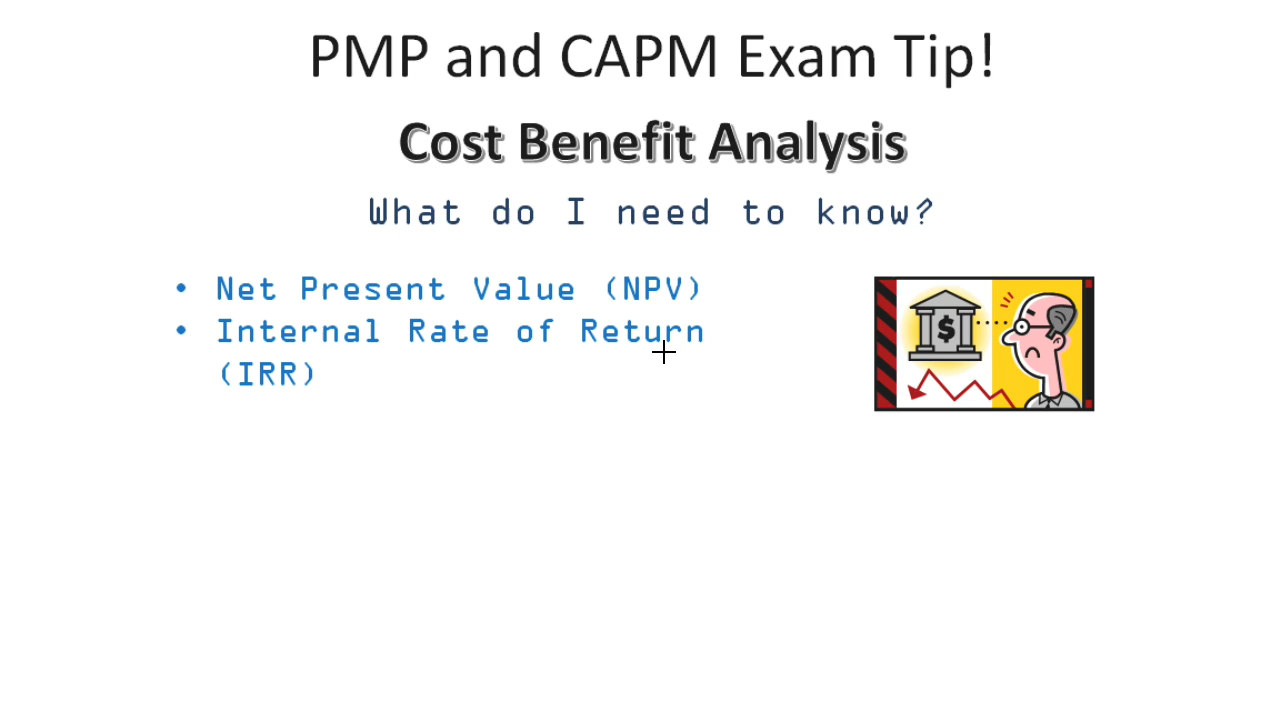 PMP and CAPM Exam Tip!
Cost Benefit Analysis
What do I need to know?
• Net Present Value (NPV)
• Internal Rate of Return
(IRR)
$